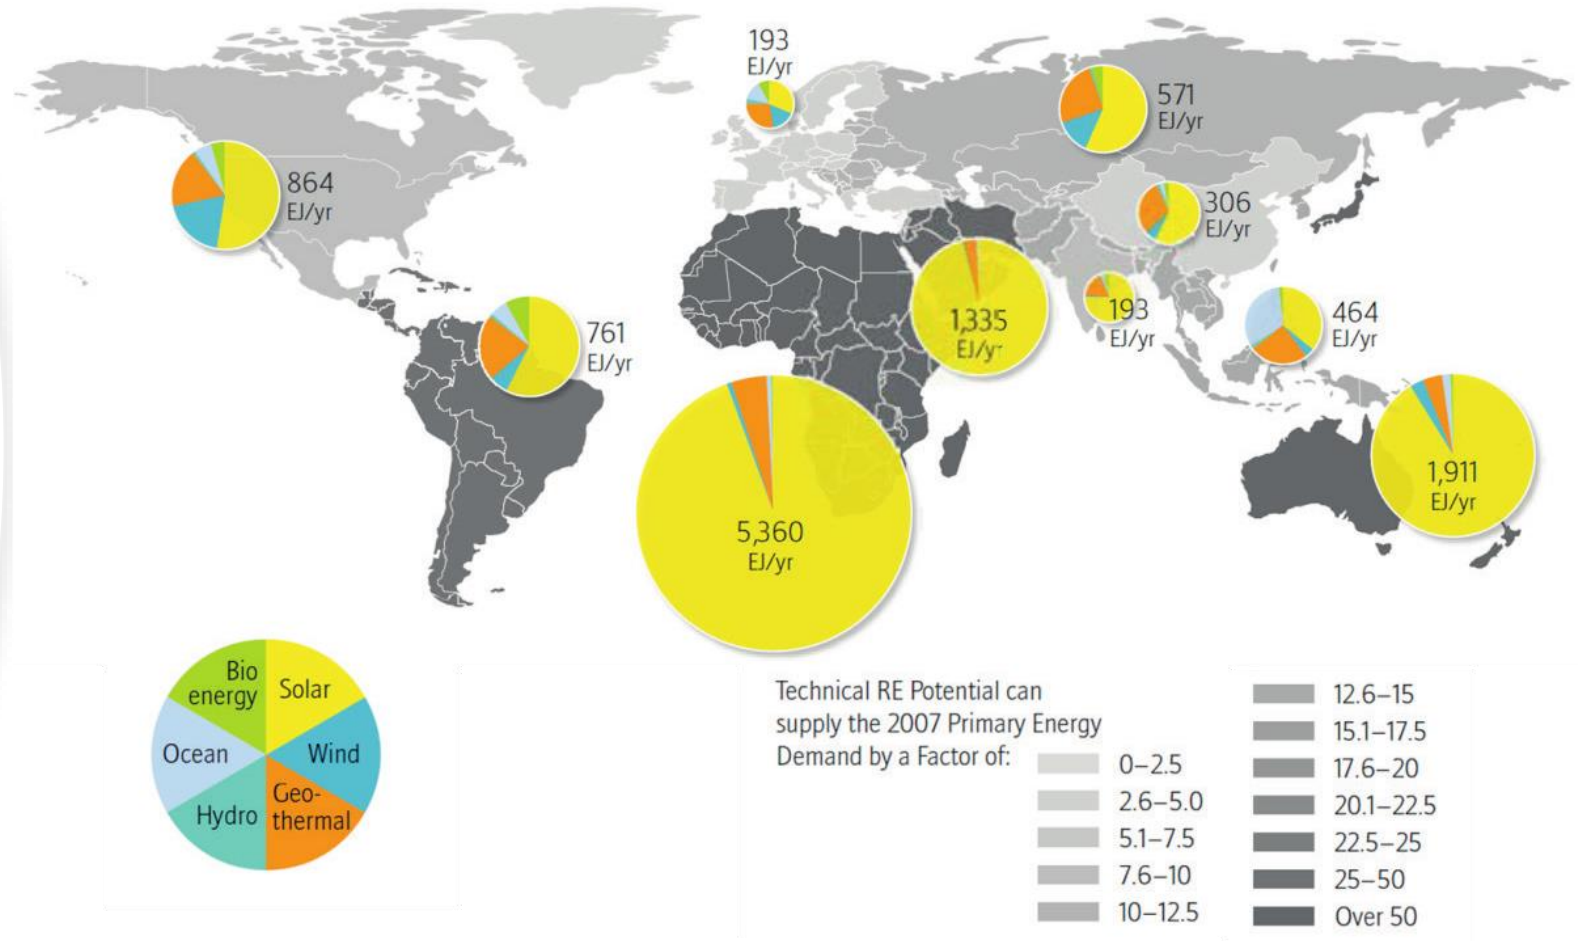 193
EJ/yr
571
EJ/yr
864
EJ/yr
306
EJ/yr
761
EJ/yr
1,335
EJ/yr
193
EJ/yr
464
EJ/yr
5,360
EJ/yr
1,911
EJ/yr
Bio
energy
Solar
Ocean
Wind
Hydro
Geo-
thermal
Technical RE Potential can
supply the 2007 Primary Energy
Demand by a Factor of:
0–2.5
2.6–5.0
5.1–7.5
7.6–10
10–12.5
12.6–15
15.1–17.5
17.6–20
20.1–22.5
22.5–25
25–50
Over 50